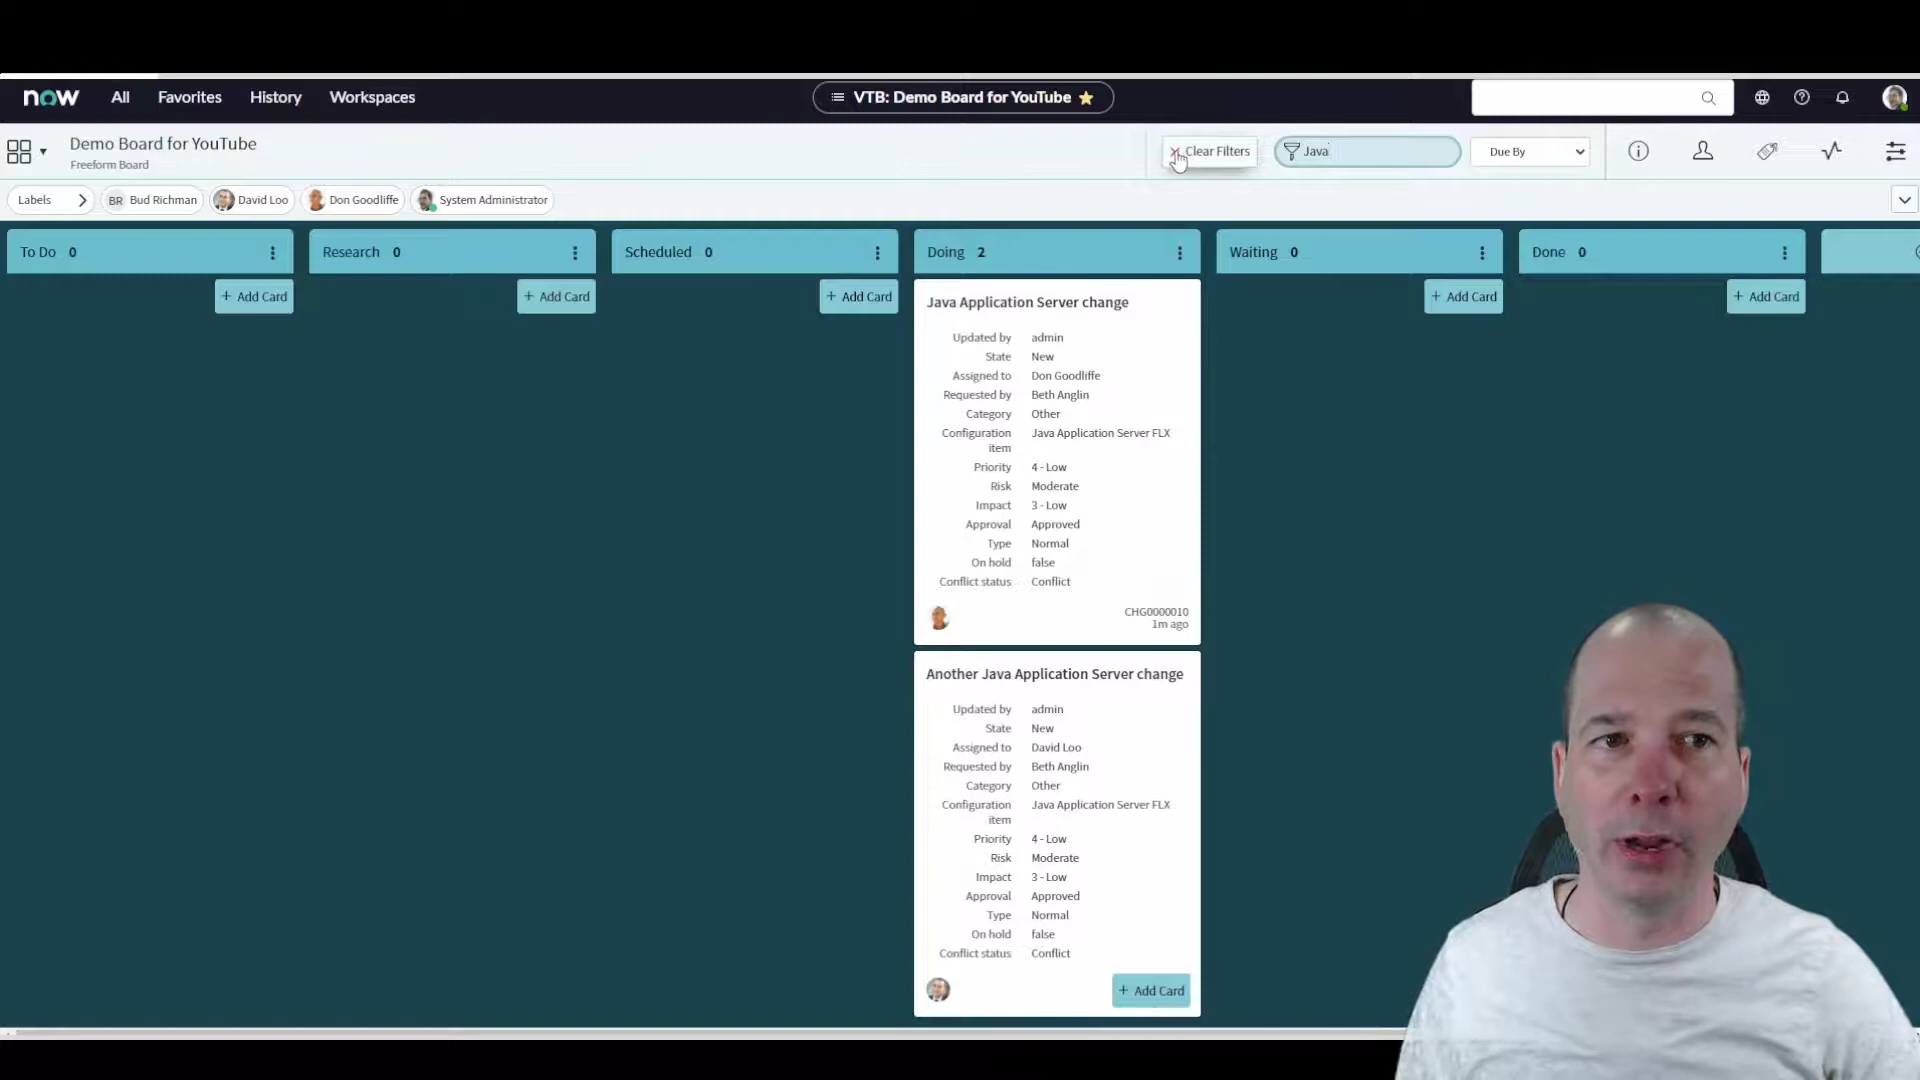 now All Favorites History Workspaces VTB: Demo Board for YouTube
Demo Board for YouTube
Freeform Board
Clear Filters Java Due By
Labels BR Bud Richman David Loo Don Goodliffe System Administrator
To Do 0 Research 0 Scheduled 0 Doing 2 Waiting 0 Done 0
+ Add Card + Add Card + Add Card + Add Card + Add Card
Java Application Server change
Updated by admin
State New
Assigned to Don Goodliffe
Requested by Beth Anglin
Category Other
Configuration item Java Application Server FLX
Priority 4 - Low
Risk Moderate
Impact 3 - Low
Approval Approved
Type Normal
On hold false
Conflict status Conflict
CHG0000010
1m ago
Another Java Application Server change
Updated by admin
State New
Assigned to David Loo
Requested by Beth Anglin
Category Other
Configuration item Java Application Server FLX
Priority 4 - Low
Risk Moderate
Impact 3 - Low
Approval Approved
Type Normal
On hold false
Conflict status Conflict
+ Add Card